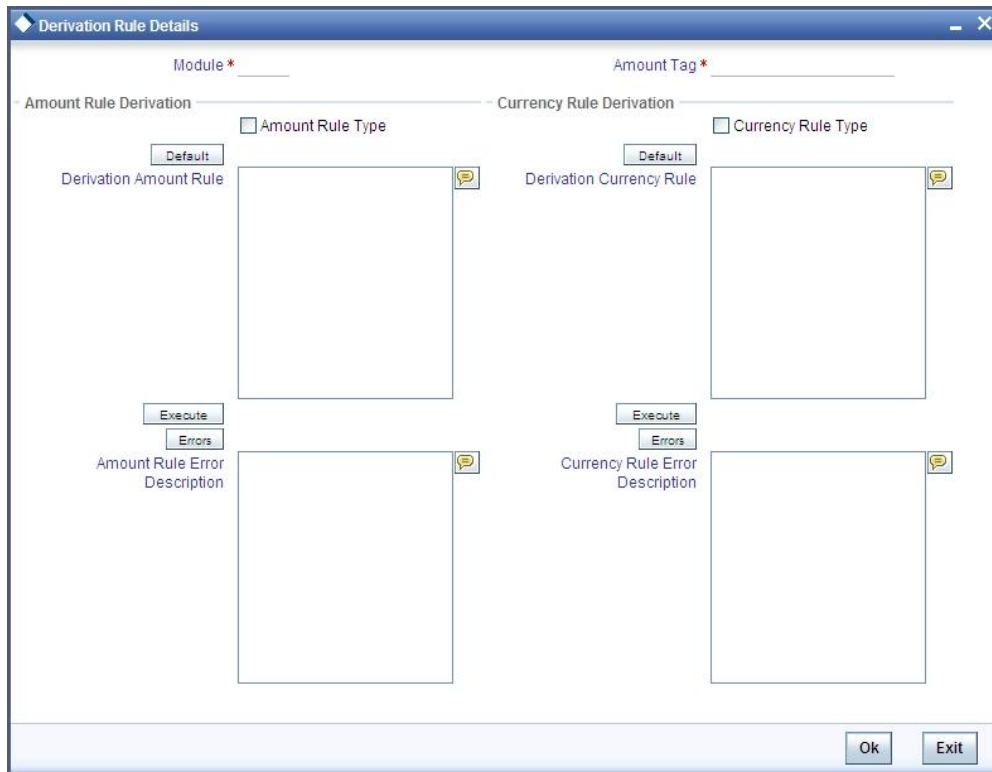 Derivation Rule Details
Module *
Amount Tag *
Amount Rule Derivation
Amount Rule Type
Default
Derivation Amount Rule
Execute
Errors
Amount Rule Error
Description
Currency Rule Derivation
Currency Rule Type
Default
Derivation Currency Rule
Execute
Errors
Currency Rule Error
Description
Ok
Exit